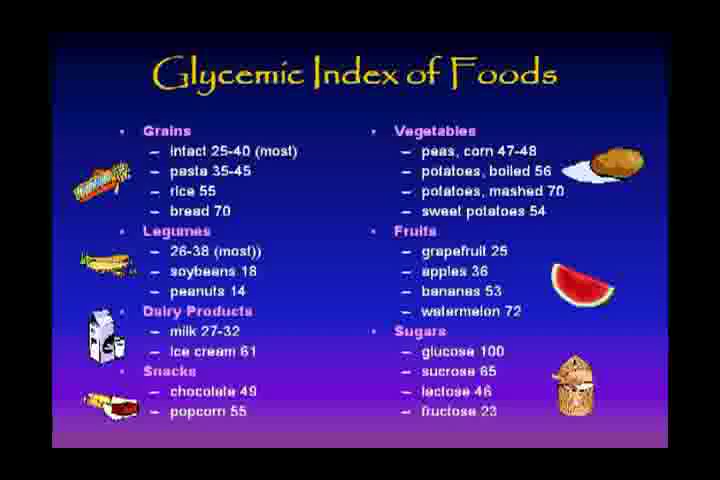 Glycemic Index of Foods
• Grains
– intact 25-40 (most)
– pasta 35-45
– rice 55
– bread 70
• Legumes
– 26-38 (most))
– soybeans 18
– peanuts 14
• Dairy Products
– milk 27-32
– ice cream 61
• Snacks
– chocolate 49
– popcorn 55
• Vegetables
– peas, corn 47-48
– potatoes, boiled 56
– potatoes, mashed 70
– sweet potatoes 54
• Fruits
– grapefruit 25
– apples 36
– bananas 53
– watermelon 72
• Sugars
– glucose 100
– sucrose 65
– lactose 46
– fructose 23